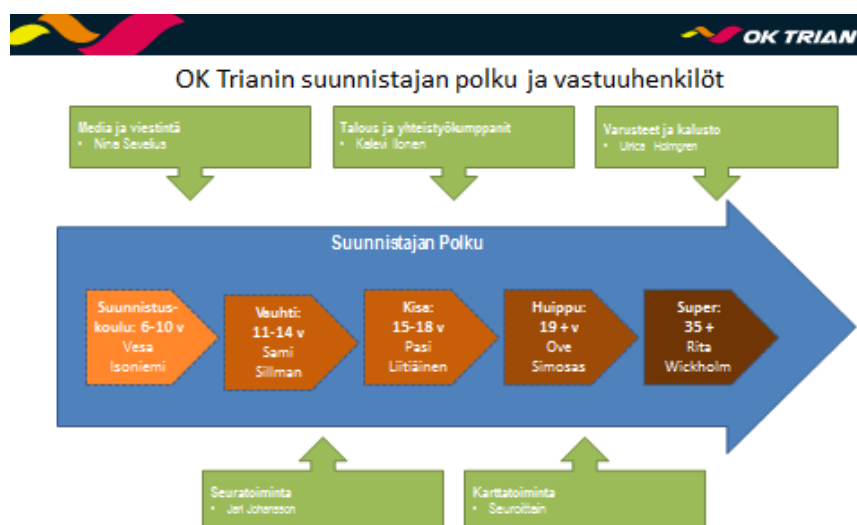 OK TRIAN
OK Trianin suunnistajan polku ja vastuuhenkilöt
Media ja viestintä
• Nina Sevelius
Talous ja yhteistyökumppanit
• Kalevi Ilonen
Varusteet ja kalusto
• Ulrica Holmgren
Suunnistajan Polku
Suunnistus-
koulu: 6-10 v
Vesa
Isoniemi
Vauhti:
11-14 v
Sami
Sillman
Kisa:
15-18 v
Pasi
Liitiäinen
Huippu:
19 + v
Ove
Simosas
Super:
35 +
Rita
Wickholm
Seuratoiminta
• Jari Johansson
Karttatoiminta
• Seuroittain